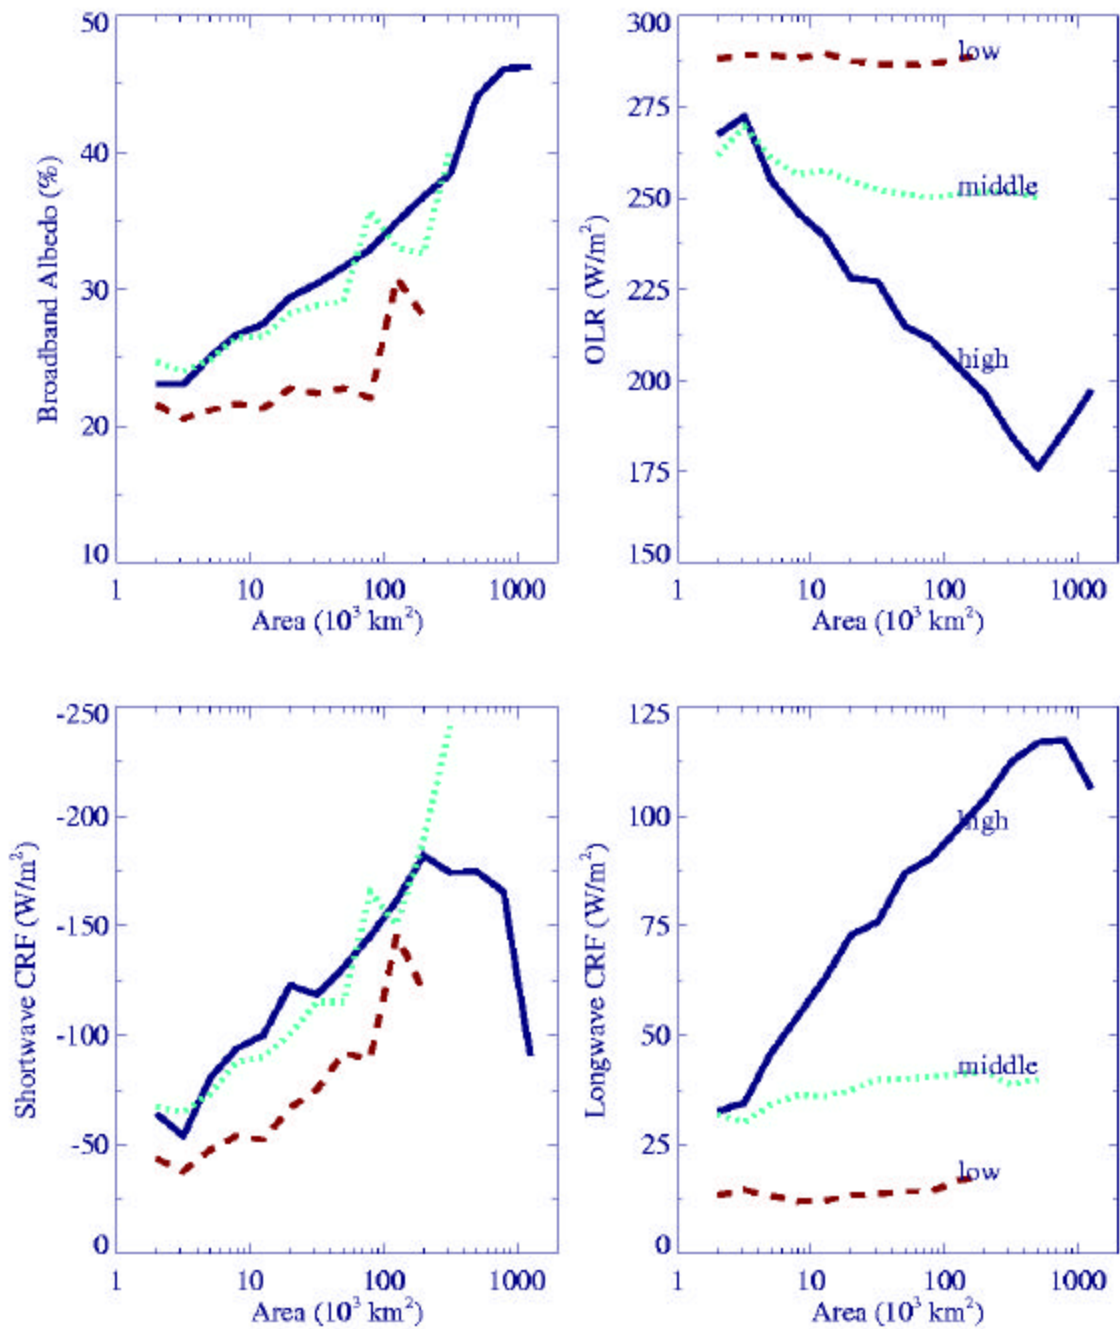 50
40
30
20
10
Broadband Albedo (%)
1 10 100 1000
Area (10³ km²)
300
275
250
225
200
175
150
OLR (W/m²)
low
middle
high
1 10 100 1000
Area (10³ km²)
-250
-200
-150
-100
-50
0
Shortwave CRF (W/m²)
1 10 100 1000
Area (10³ km²)
125
100
75
50
25
0
Longwave CRF (W/m²)
high
middle
low
1 10 100 1000
Area (10³ km²)